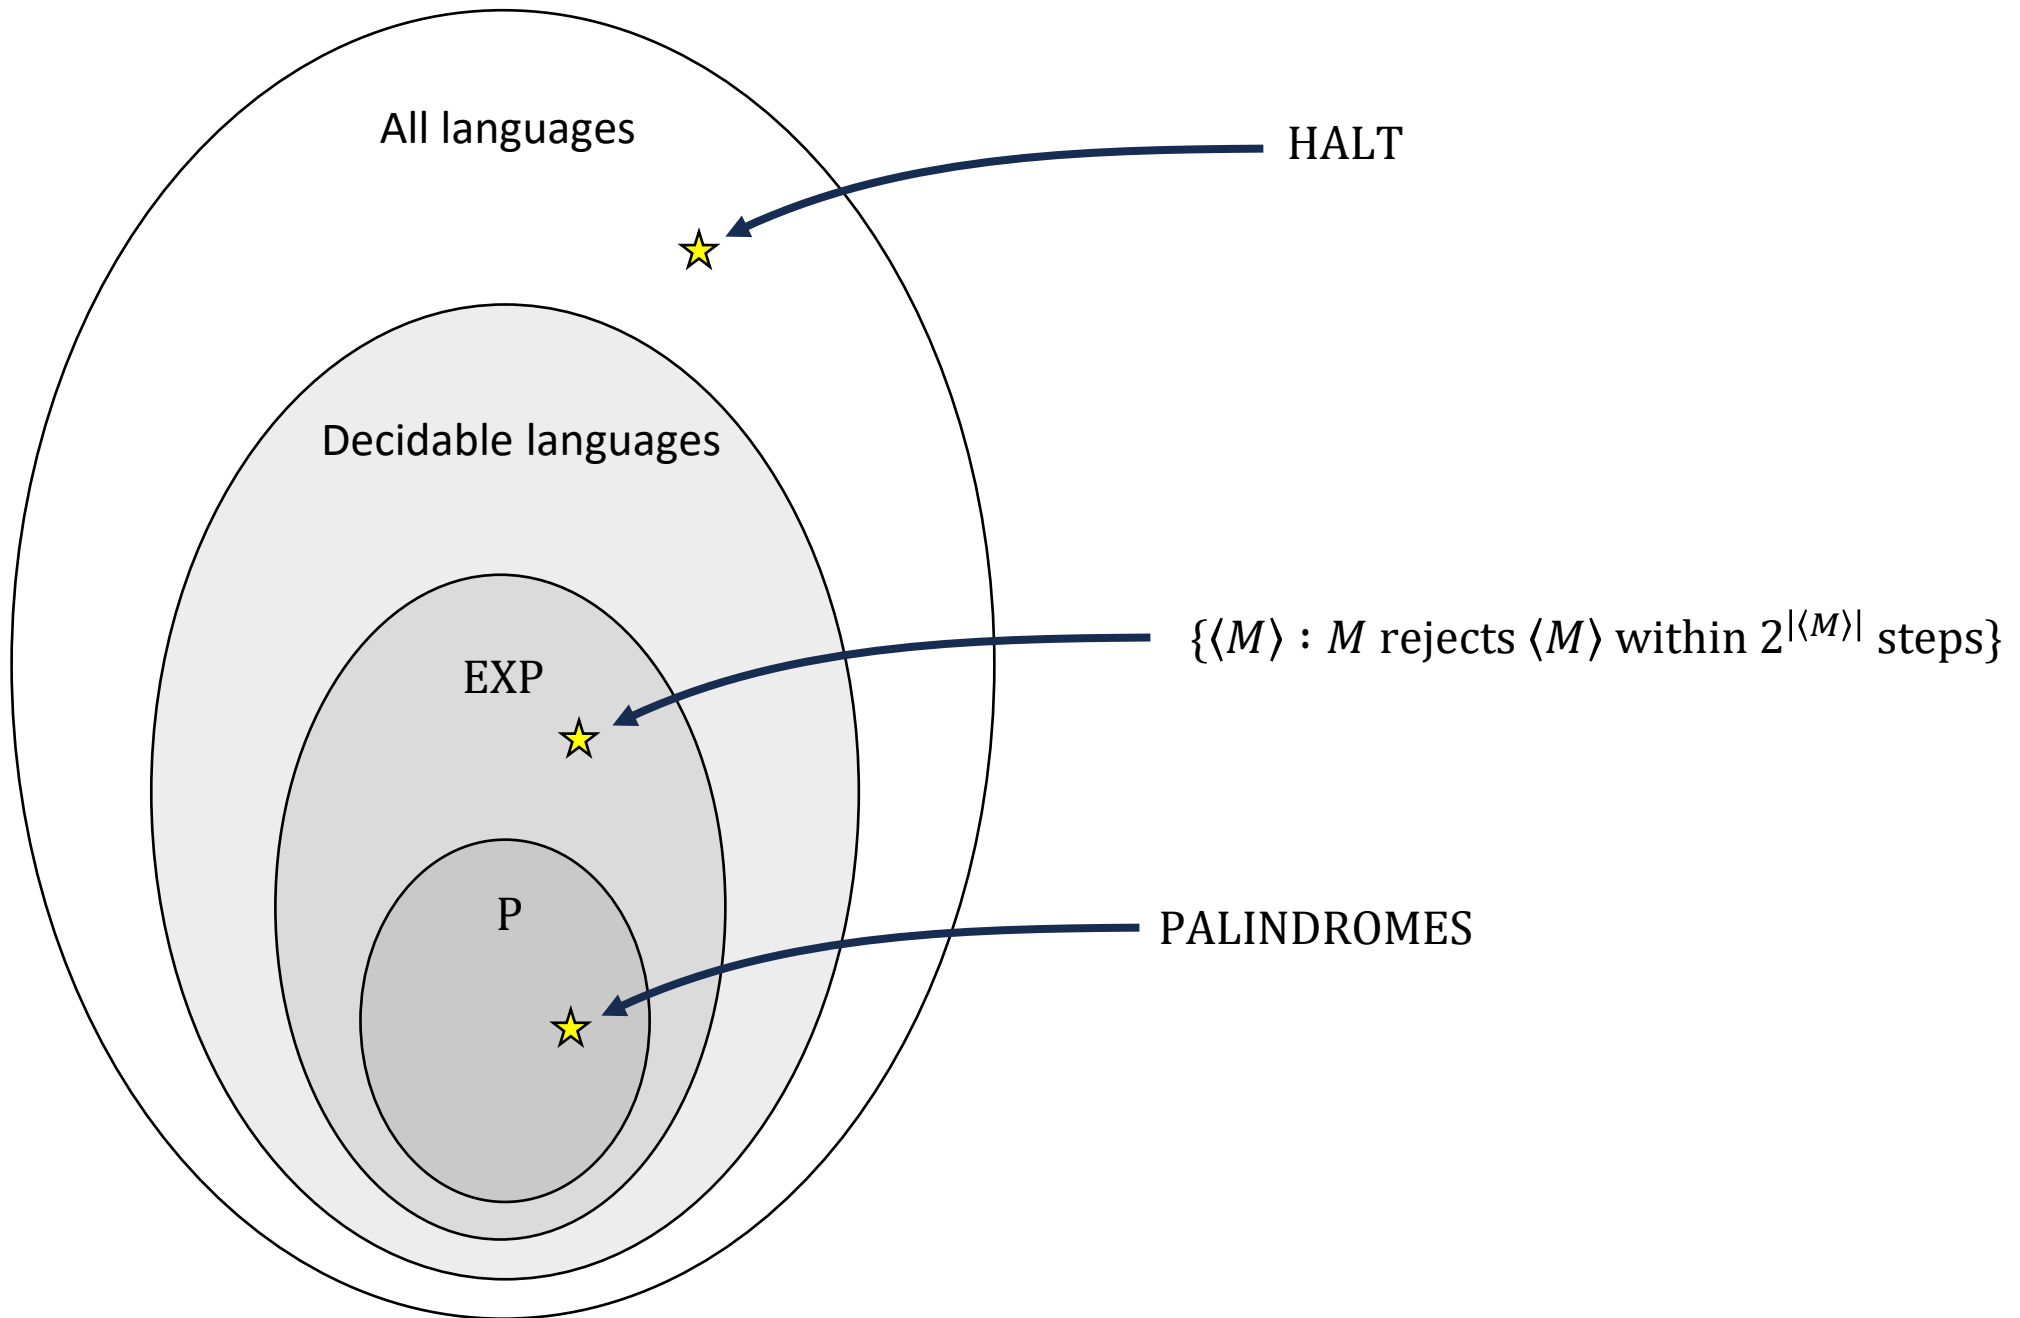 All languages
HALT
Decidable languages
{⟨M⟩ : M rejects ⟨M⟩ within 2^{|⟨M⟩|} steps}
EXP
P
PALINDROMES